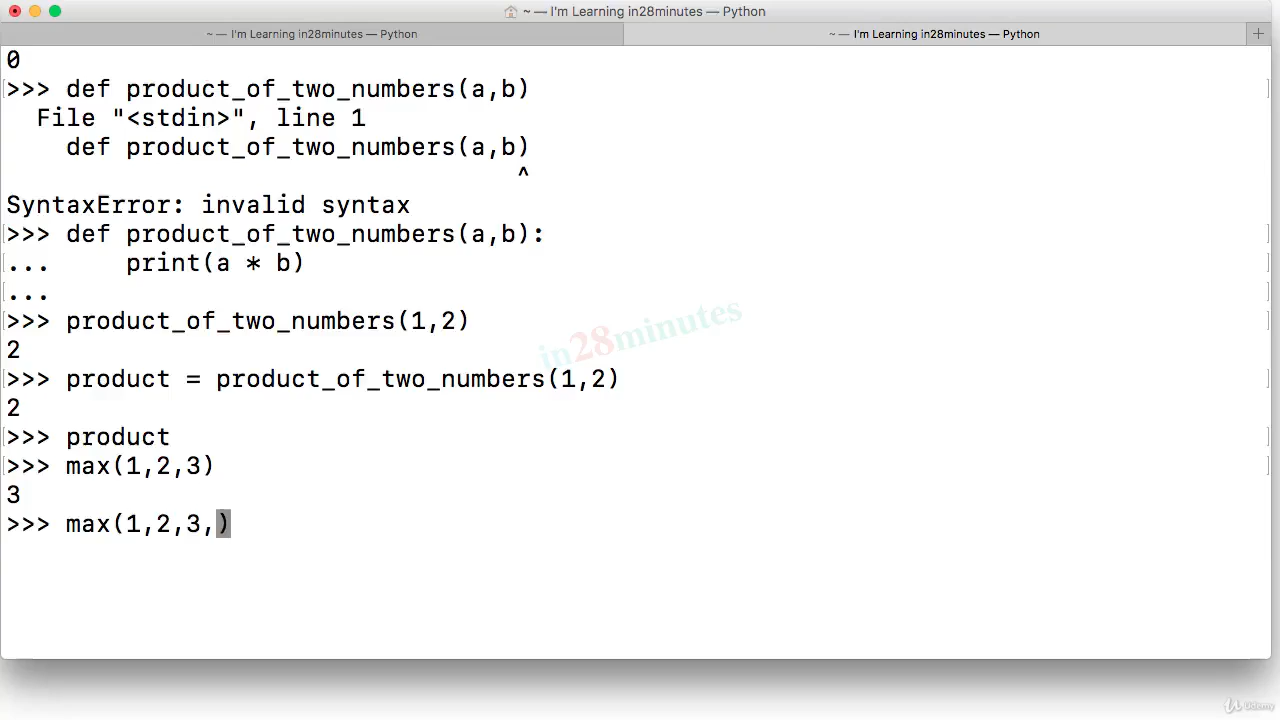 ~ — I'm Learning in28minutes — Python
~ — I'm Learning in28minutes — Python
~ — I'm Learning in28minutes — Python
+
0
>>> def product_of_two_numbers(a,b)
  File "<stdin>", line 1
    def product_of_two_numbers(a,b)
                                  ^
SyntaxError: invalid syntax
>>> def product_of_two_numbers(a,b):
...     print(a * b)
...
>>> product_of_two_numbers(1,2)
2
>>> product = product_of_two_numbers(1,2)
2
>>> product
>>> max(1,2,3)
3
>>> max(1,2,3,)
in28minutes
Udemy